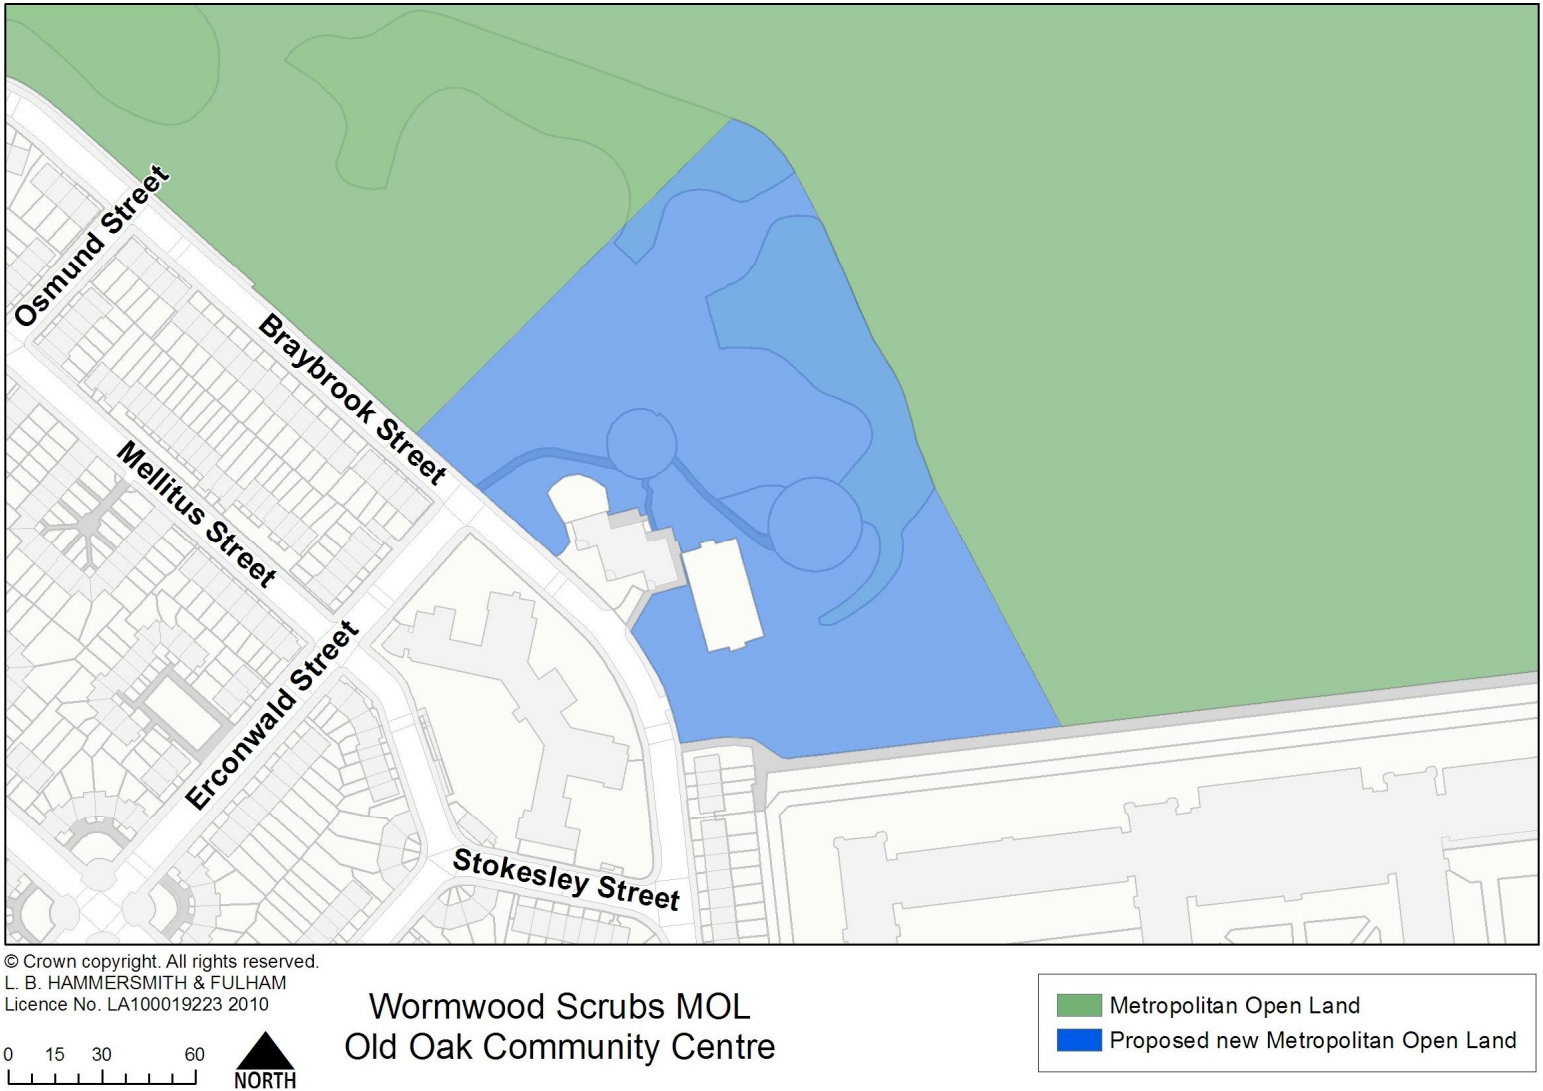 Osmund Street
Braybrook Street
Mellitus Street
Erconwald Street
Stokesley Street
© Crown copyright. All rights reserved.
L. B. HAMMERSMITH & FULHAM
Licence No. LA100019223 2010
0 15 30 60
NORTH
Wormwood Scrubs MOL
Old Oak Community Centre
Metropolitan Open Land
Proposed new Metropolitan Open Land